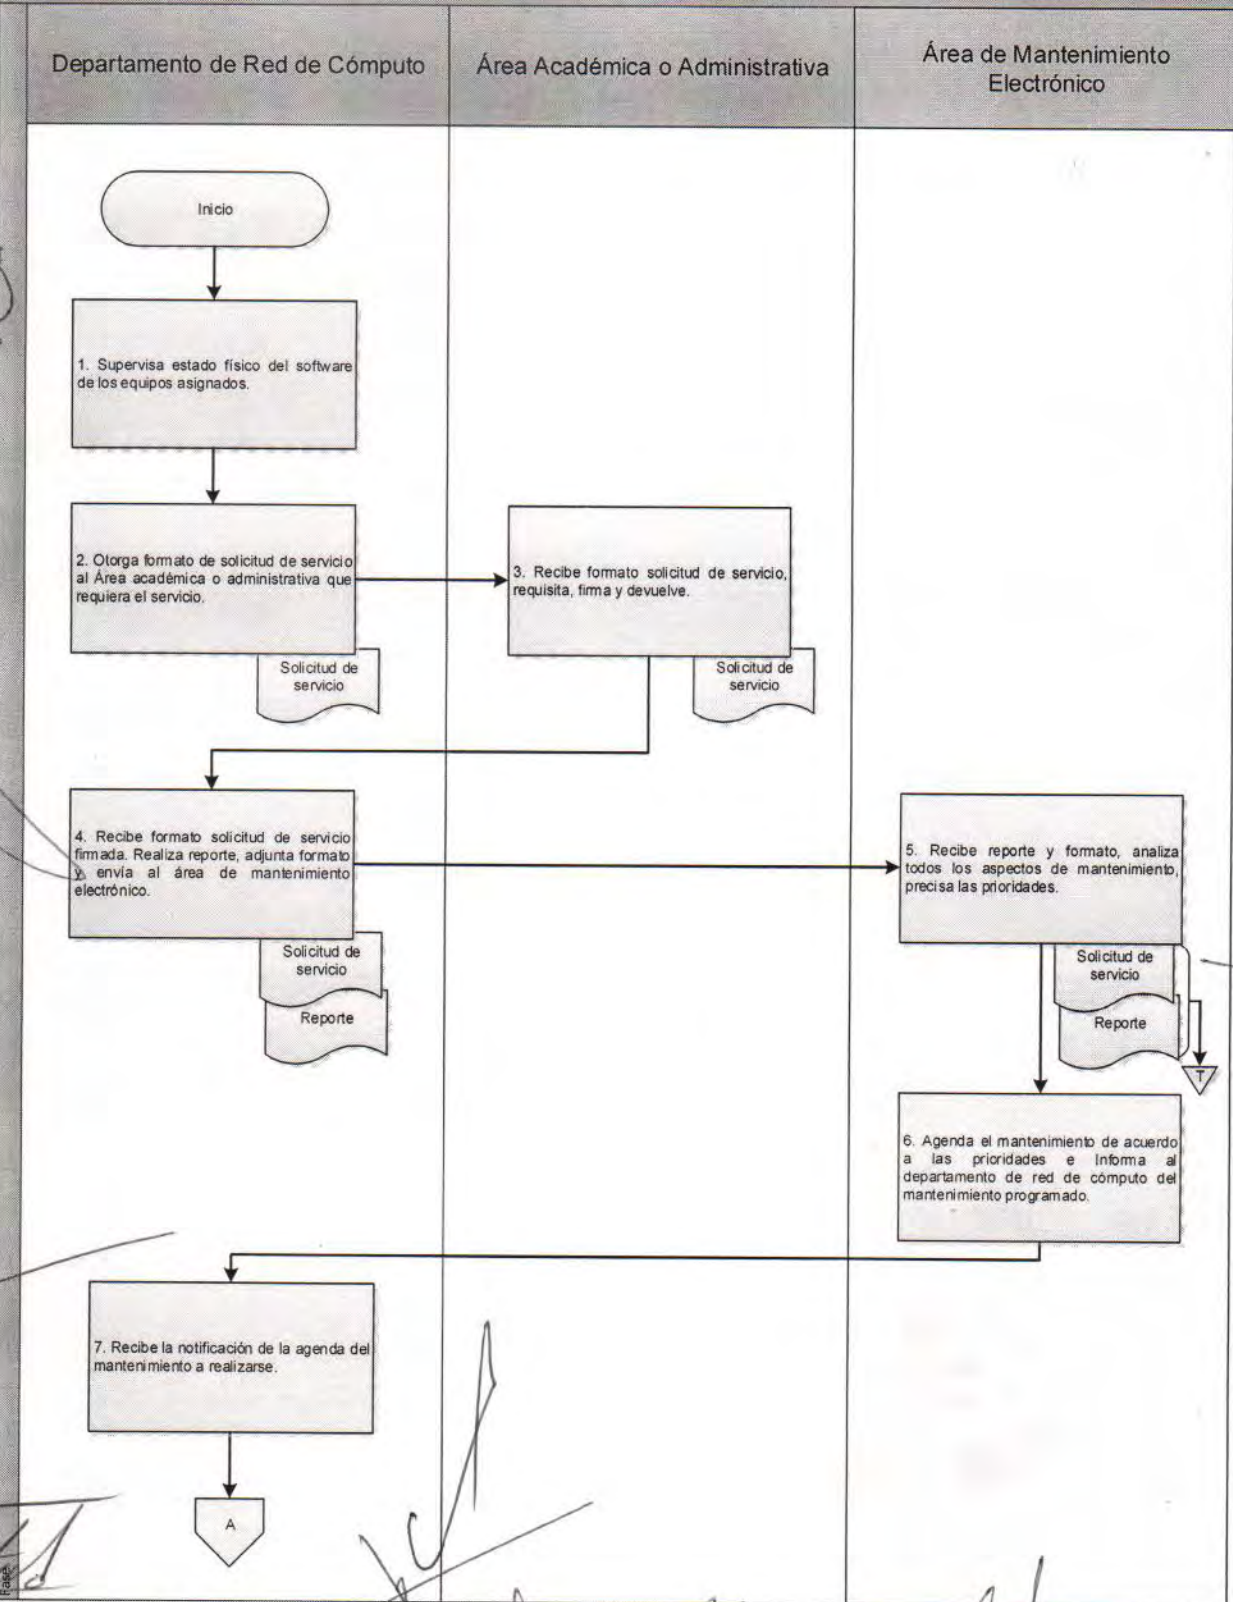 Departamento de Red de Cómputo
Área Académica o Administrativa
Área de Mantenimiento
Electrónico
Inicio
1. Supervisa estado físico del software
de los equipos asignados.
2. Otorga formato de solicitud de servicio
al Área académica o administrativa que
requiera el servicio.
Solicitud de
servicio
3. Recibe formato solicitud de servicio,
requisita, firma y devuelve.
Solicitud de
servicio
4. Recibe formato solicitud de servicio
firmada. Realiza reporte, adjunta formato
y envía al área de mantenimiento
electrónico.
Solicitud de
servicio
Reporte
5. Recibe reporte y formato, analiza
todos los aspectos de mantenimiento,
precisa las prioridades.
Solicitud de
servicio
Reporte
T
6. Agenda el mantenimiento de acuerdo
a las prioridades e Informa al
departamento de red de cómputo del
mantenimiento programado.
7. Recibe la notificación de la agenda del
mantenimiento a realizarse.
A
Fase